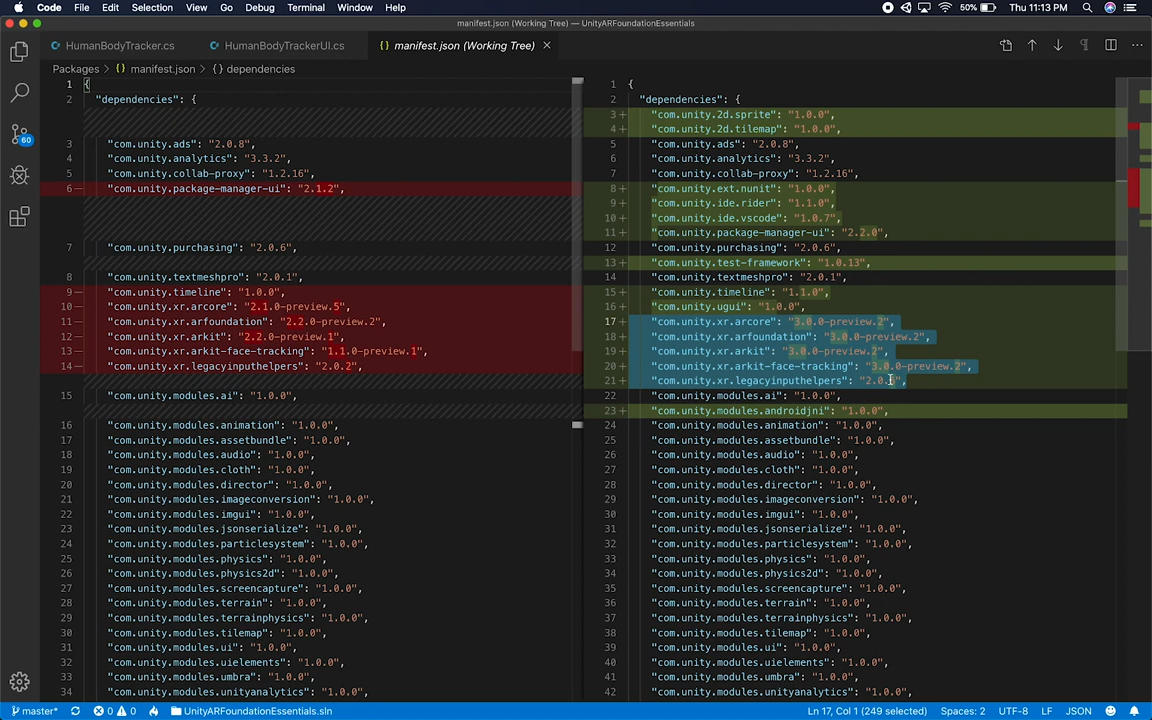 Code File Edit Selection View Go Debug Terminal Window Help 50% Thu 11:13 PM
manifest.json (Working Tree) — UnityARFoundationEssentials
HumanBodyTracker.cs HumanBodyTrackerUI.cs {} manifest.json (Working Tree) ×
Packages > {} manifest.json > {} dependencies
60
1 {
2 "dependencies": {
3 "com.unity.ads": "2.0.8",
4 "com.unity.analytics": "3.3.2",
5 "com.unity.collab-proxy": "1.2.16",
6— "com.unity.package-manager-ui": "2.1.2",
7 "com.unity.purchasing": "2.0.6",
8 "com.unity.textmeshpro": "2.0.1",
9— "com.unity.timeline": "1.0.0",
10— "com.unity.xr.arcore": "2.1.0-preview.5",
11— "com.unity.xr.arfoundation": "2.2.0-preview.2",
12— "com.unity.xr.arkit": "2.2.0-preview.1",
13— "com.unity.xr.arkit-face-tracking": "1.1.0-preview.1",
14— "com.unity.xr.legacyinputhelpers": "2.0.2",
15 "com.unity.modules.ai": "1.0.0",
16 "com.unity.modules.animation": "1.0.0",
17 "com.unity.modules.assetbundle": "1.0.0",
18 "com.unity.modules.audio": "1.0.0",
19 "com.unity.modules.cloth": "1.0.0",
20 "com.unity.modules.director": "1.0.0",
21 "com.unity.modules.imageconversion": "1.0.0",
22 "com.unity.modules.imgui": "1.0.0",
23 "com.unity.modules.jsonserialize": "1.0.0",
24 "com.unity.modules.particlesystem": "1.0.0",
25 "com.unity.modules.physics": "1.0.0",
26 "com.unity.modules.physics2d": "1.0.0",
27 "com.unity.modules.screencapture": "1.0.0",
28 "com.unity.modules.terrain": "1.0.0",
29 "com.unity.modules.terrainphysics": "1.0.0",
30 "com.unity.modules.tilemap": "1.0.0",
31 "com.unity.modules.ui": "1.0.0",
32 "com.unity.modules.uielements": "1.0.0",
33 "com.unity.modules.umbra": "1.0.0",
34 "com.unity.modules.unityanalytics": "1.0.0",
1 {
2 "dependencies": {
3+ "com.unity.2d.sprite": "1.0.0",
4+ "com.unity.2d.tilemap": "1.0.0",
5 "com.unity.ads": "2.0.8",
6 "com.unity.analytics": "3.3.2",
7 "com.unity.collab-proxy": "1.2.16",
8+ "com.unity.ext.nunit": "1.0.0",
9+ "com.unity.ide.rider": "1.1.0",
10+ "com.unity.ide.vscode": "1.0.7",
11+ "com.unity.package-manager-ui": "2.2.0",
12 "com.unity.purchasing": "2.0.6",
13+ "com.unity.test-framework": "1.0.13",
14 "com.unity.textmeshpro": "2.0.1",
15+ "com.unity.timeline": "1.1.0",
16+ "com.unity.ugui": "1.0.0",
17+ "com.unity.xr.arcore": "3.0.0-preview.2",
18+ "com.unity.xr.arfoundation": "3.0.0-preview.2",
19+ "com.unity.xr.arkit": "3.0.0-preview.2",
20+ "com.unity.xr.arkit-face-tracking": "3.0.0-preview.2",
21+ "com.unity.xr.legacyinputhelpers":
22 "com.unity.modules.ai": "1.0.0",
23+ "com.unity.modules.androidjni": "1.0.0",
24 "com.unity.modules.animation": "1.0.0",
25 "com.unity.modules.assetbundle": "1.0.0",
26 "com.unity.modules.audio": "1.0.0",
27 "com.unity.modules.cloth": "1.0.0",
28 "com.unity.modules.director": "1.0.0",
29 "com.unity.modules.imageconversion": "1.0.0",
30 "com.unity.modules.imgui": "1.0.0",
31 "com.unity.modules.jsonserialize": "1.0.0",
32 "com.unity.modules.particlesystem": "1.0.0",
33 "com.unity.modules.physics": "1.0.0",
34 "com.unity.modules.physics2d": "1.0.0",
35 "com.unity.modules.screencapture": "1.0.0",
36 "com.unity.modules.terrain": "1.0.0",
37 "com.unity.modules.terrainphysics": "1.0.0",
38 "com.unity.modules.tilemap": "1.0.0",
39 "com.unity.modules.ui": "1.0.0",
40 "com.unity.modules.uielements": "1.0.0",
41 "com.unity.modules.umbra": "1.0.0",
42 "com.unity.modules.unityanalytics": "1.0.0",
master* 0 0 UnityARFoundationEssentials.sln Ln 17, Col 1 (249 selected) Spaces: 2 UTF-8 LF JSON